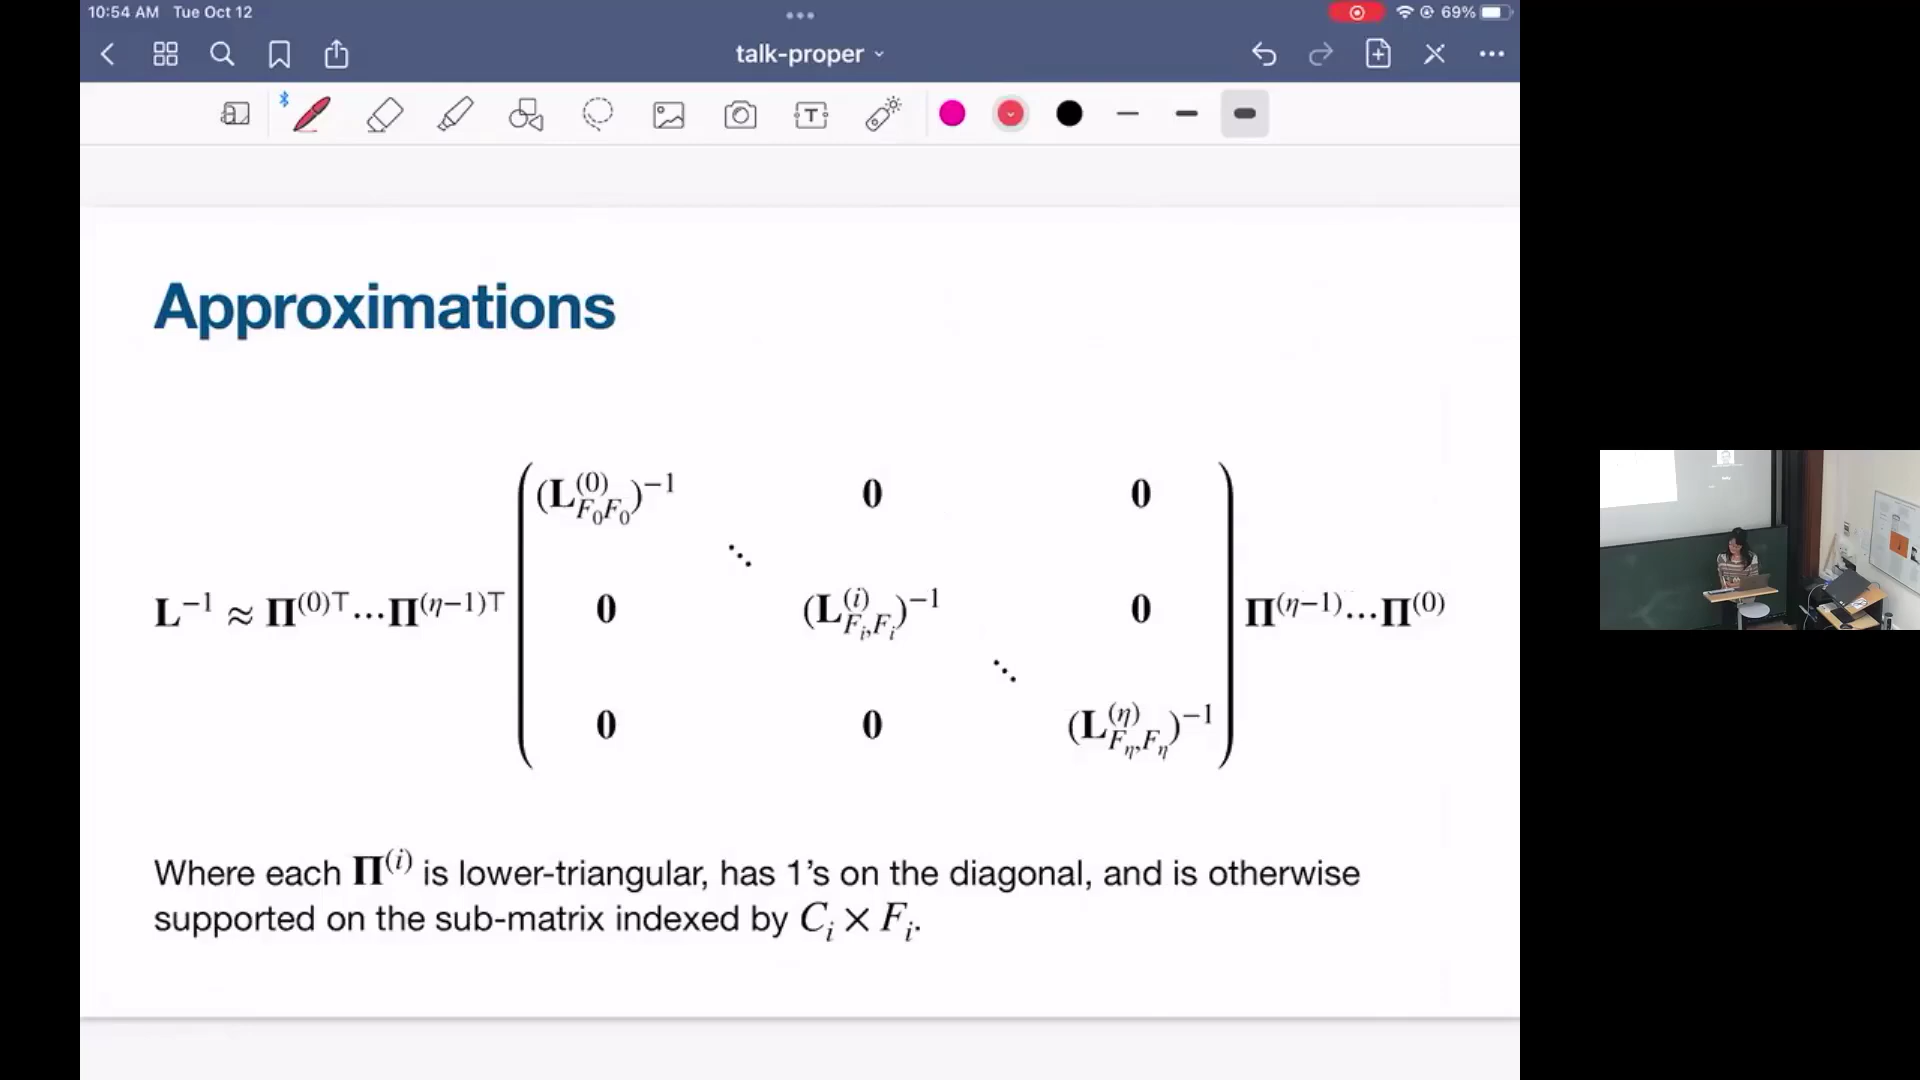 10:54 AM Tue Oct 12
69%
talk-proper
Approximations
L⁻¹ ≈ Π^{(0)⊤} ⋯ Π^{(η−1)⊤} ( (L^{(0)}_{F_0F_0})^{−1} 0 0
⋱
0 (L^{(i)}_{F_i,F_i})^{−1} 0
⋱
0 0 (L^{(η)}_{F_η,F_η})^{−1} ) Π^{(η−1)} ⋯ Π^{(0)}
Where each Π^{(i)} is lower-triangular, has 1’s on the diagonal, and is otherwise
supported on the sub-matrix indexed by C_i × F_i.